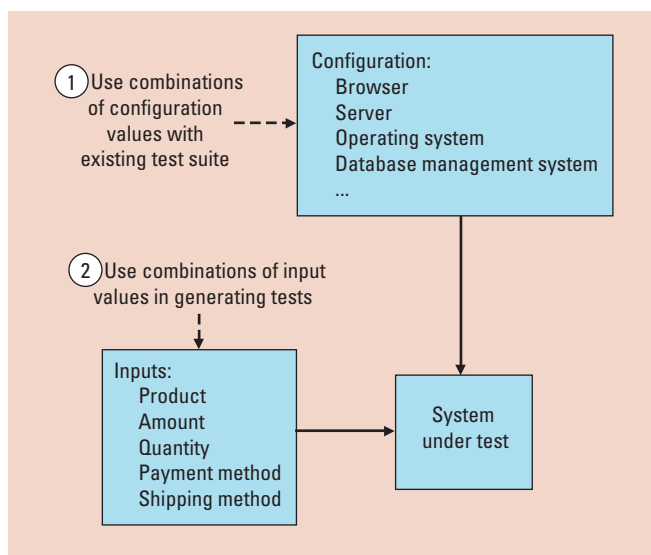 1 Use combinations
of configuration
values with
existing test suite
Configuration:
Browser
Server
Operating system
Database management system
...
2 Use combinations of input
values in generating tests
Inputs:
Product
Amount
Quantity
Payment method
Shipping method
System
under test